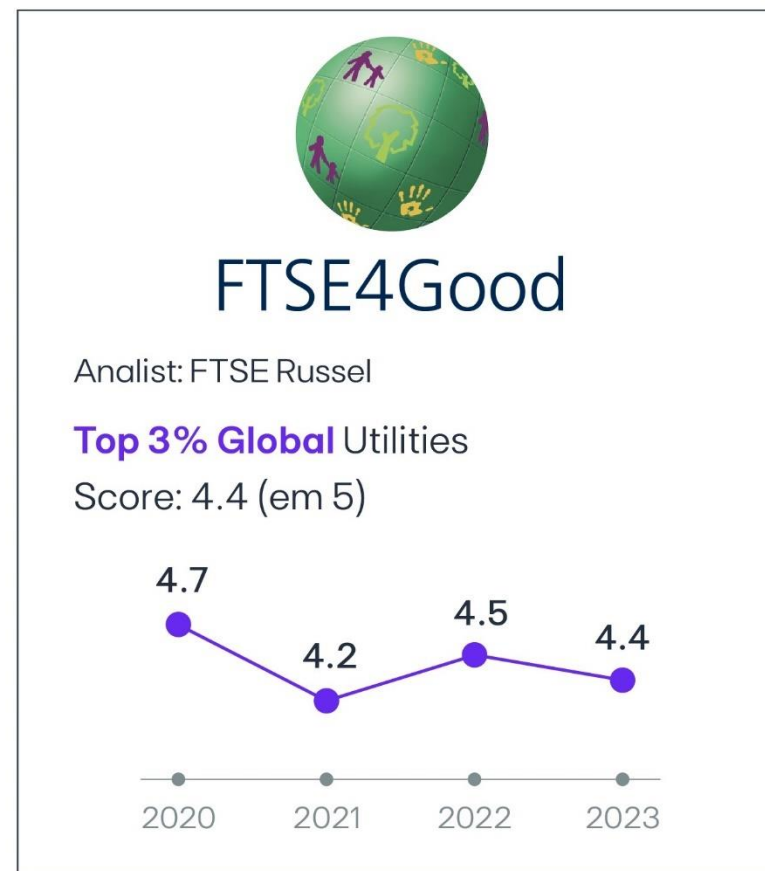 FTSE4Good
Analist: FTSE Russel
Top 3% Global Utilities
Score: 4.4 (em 5)
4.7
4.2
4.5
4.4
2020
2021
2022
2023